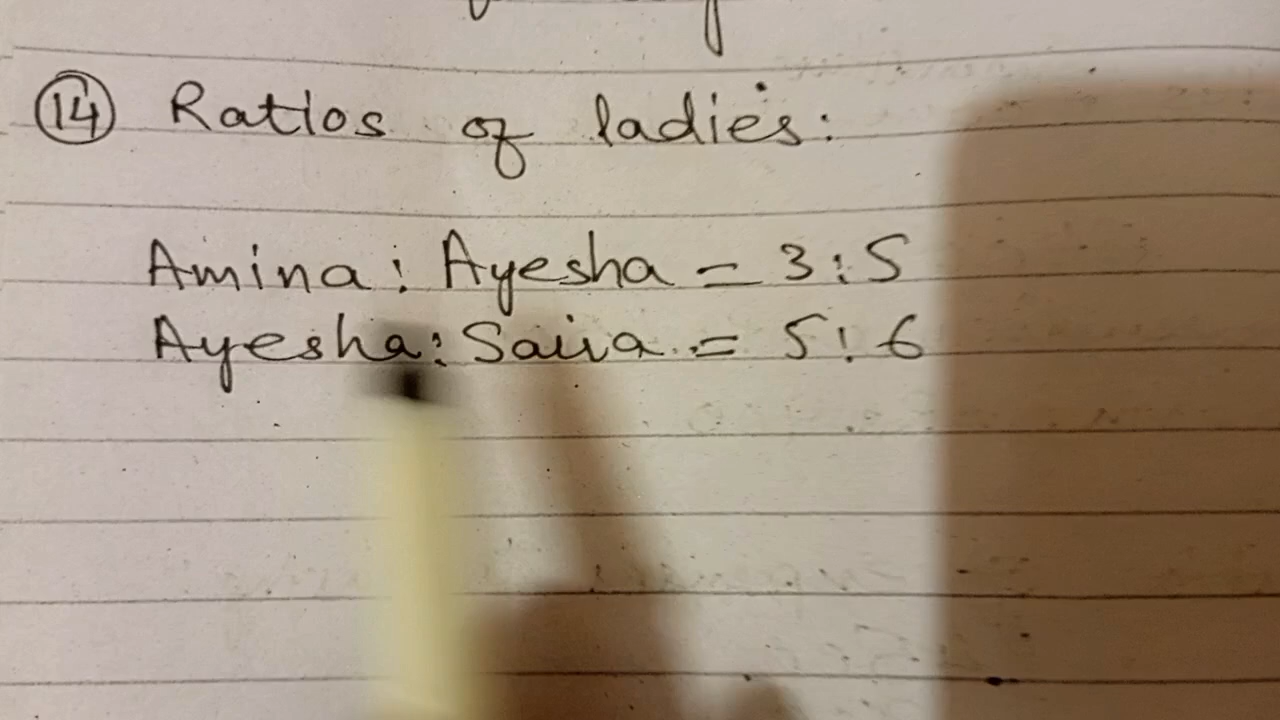 14 Ratios of ladies:
Amina: Ayesha = 3:5
Ayesha: Saira = 5:6